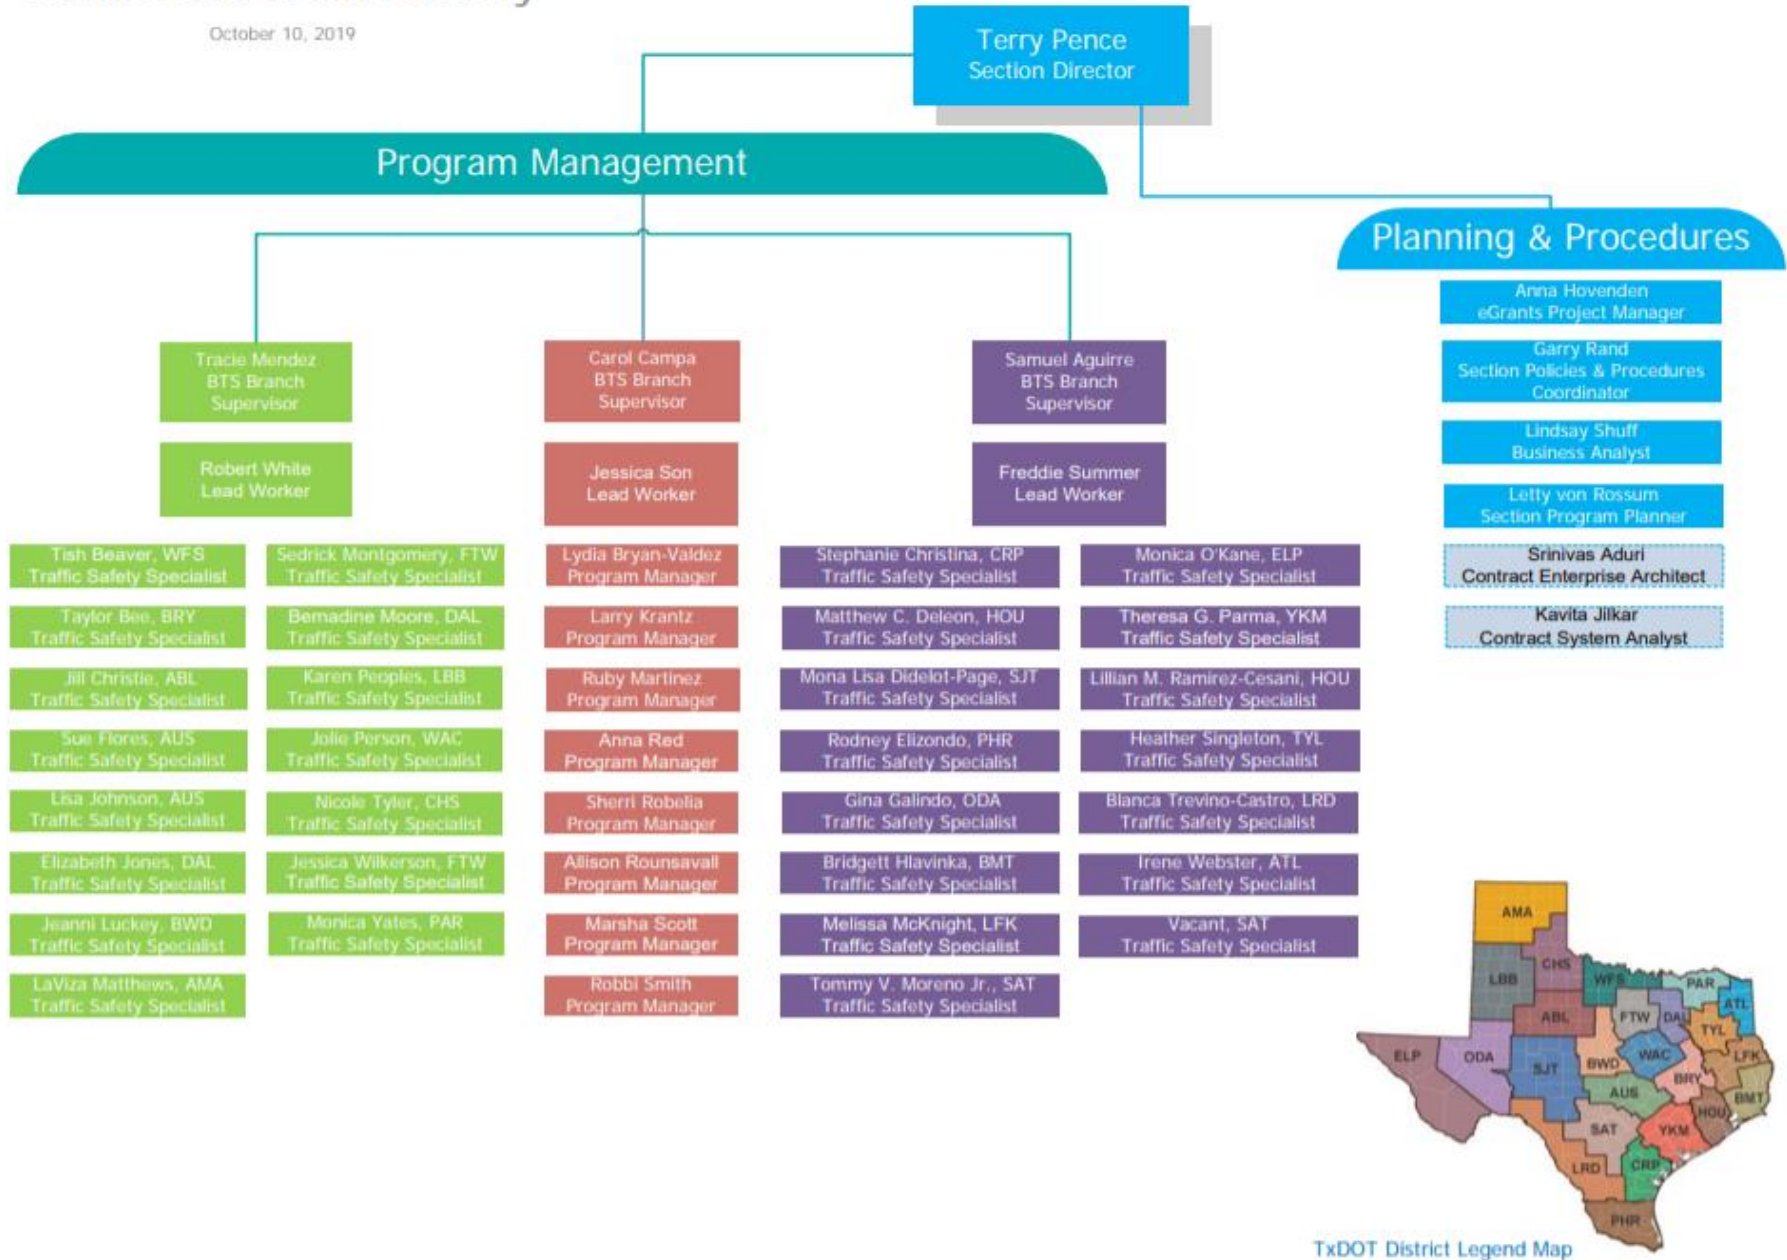 October 10, 2019
Terry Pence
Section Director
Program Management
Planning & Procedures
Tracie Mendez
BTS Branch
Supervisor
Robert White
Lead Worker
Tish Beaver, WFS
Traffic Safety Specialist
Taylor Bee, BRY
Traffic Safety Specialist
Jill Christie, ABL
Traffic Safety Specialist
Sue Flores, AUS
Traffic Safety Specialist
Lisa Johnson, AUS
Traffic Safety Specialist
Elizabeth Jones, DAL
Traffic Safety Specialist
Jeanni Luckey, BWD
Traffic Safety Specialist
LaViza Matthews, AMA
Traffic Safety Specialist
Sedrick Montgomery, FTW
Traffic Safety Specialist
Bernadine Moore, DAL
Traffic Safety Specialist
Karen Peoples, LBB
Traffic Safety Specialist
Jolie Person, WAC
Traffic Safety Specialist
Nicole Tyler, CHS
Traffic Safety Specialist
Jessica Wilkerson, FTW
Traffic Safety Specialist
Monica Yates, PAR
Traffic Safety Specialist
Carol Campa
BTS Branch
Supervisor
Jessica Son
Lead Worker
Lydia Bryan-Valdez
Program Manager
Larry Krantz
Program Manager
Ruby Martinez
Program Manager
Anna Red
Program Manager
Sherri Robelia
Program Manager
Allison Rounsavall
Program Manager
Marsha Scott
Program Manager
Robbi Smith
Program Manager
Samuel Aguirre
BTS Branch
Supervisor
Freddie Summer
Lead Worker
Stephanie Christina, CRP
Traffic Safety Specialist
Matthew C. Deleon, HOU
Traffic Safety Specialist
Mona Lisa Didelot-Page, SJT
Traffic Safety Specialist
Rodney Elizondo, PHR
Traffic Safety Specialist
Gina Galindo, ODA
Traffic Safety Specialist
Bridgett Hlavinka, BMT
Traffic Safety Specialist
Melissa McKnight, LFK
Traffic Safety Specialist
Tommy V. Moreno Jr., SAT
Traffic Safety Specialist
Monica O'Kane, ELP
Traffic Safety Specialist
Theresa G. Parma, YKM
Traffic Safety Specialist
Lillian M. Ramirez-Cesani, HOU
Traffic Safety Specialist
Heather Singleton, TYL
Traffic Safety Specialist
Blanca Trevino-Castro, LRD
Traffic Safety Specialist
Irene Webster, ATL
Traffic Safety Specialist
Vacant, SAT
Traffic Safety Specialist
Anna Hovenden
eGrants Project Manager
Garry Rand
Section Policies & Procedures
Coordinator
Lindsay Shuff
Business Analyst
Letty von Rossum
Section Program Planner
Srinivas Aduri
Contract Enterprise Architect
Kavita Jilkar
Contract System Analyst
AMA
LBB
CHS
WFS
PAR
ATL
ABL
FTW
DAL
TYL
ELP
ODA
SJT
BWD
WAC
LFK
BRY
AUS
BMT
HOU
SAT
YKM
LRD
CRP
PHR
TxDOT District Legend Map